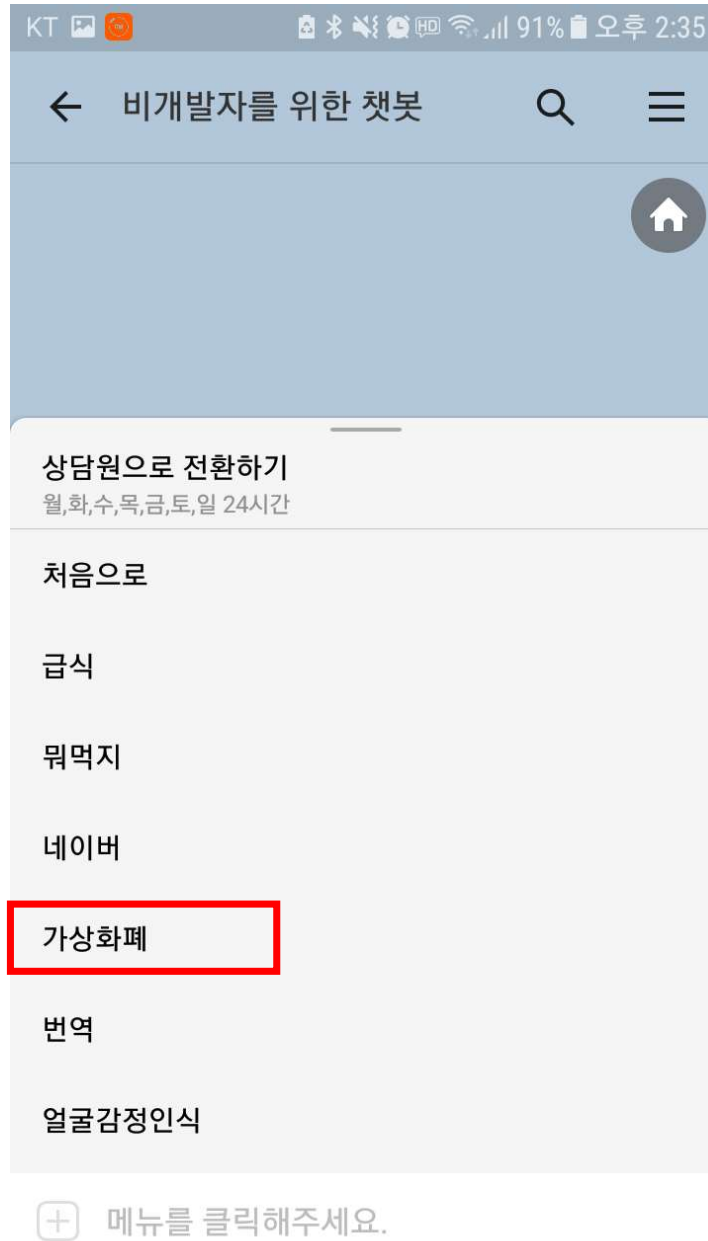 KT HD 91% 오후 2:35
비개발자를 위한 챗봇
상담원으로 전환하기
월,화,수,목,금,토,일 24시간
처음으로
급식
뭐먹지
네이버
가상화폐
번역
얼굴감정인식
메뉴를 클릭해주세요.